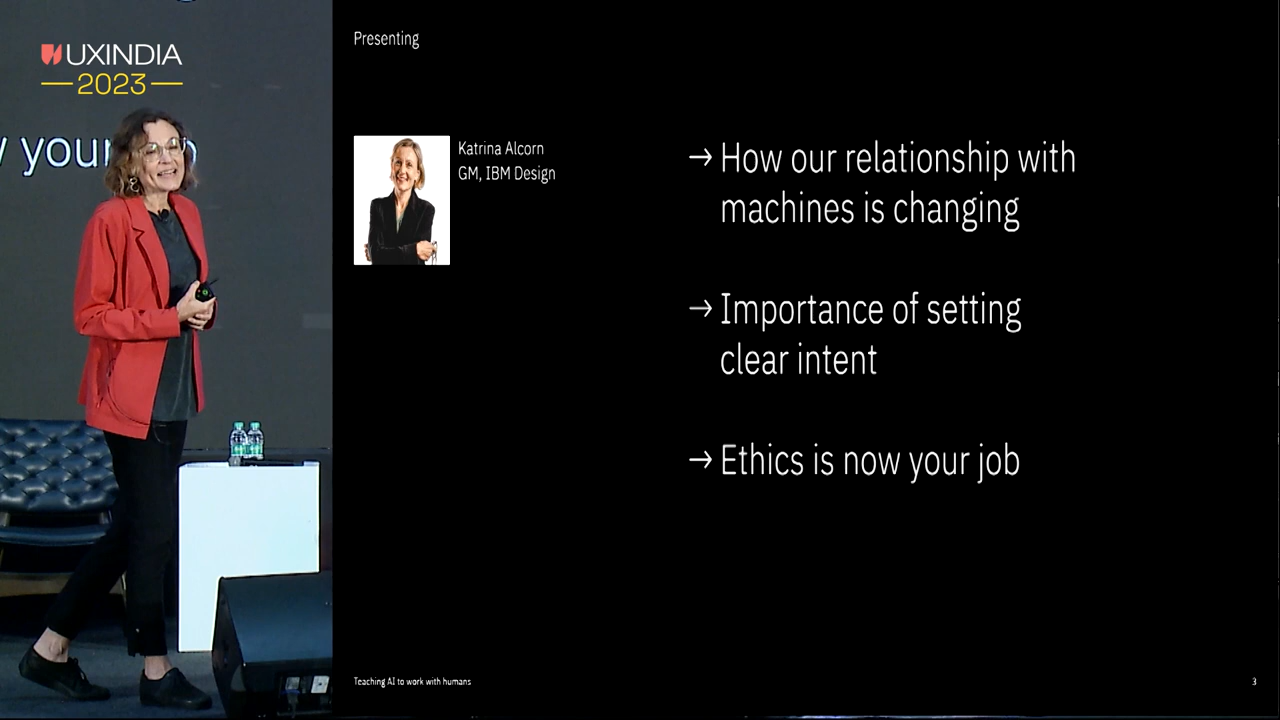 UXINDIA
2023
your
Presenting
Katrina Alcorn
GM, IBM Design
→ How our relationship with
machines is changing
→ Importance of setting
clear intent
→ Ethics is now your job
Teaching AI to work with humans
3